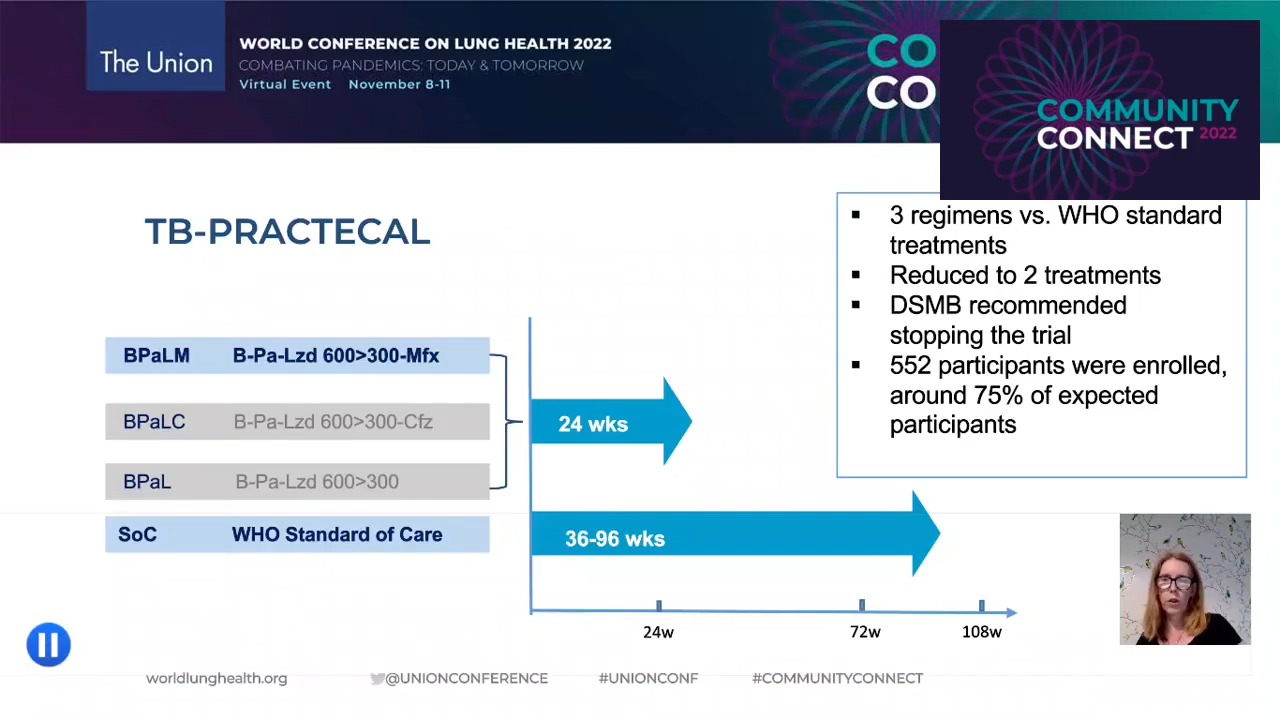 The Union
WORLD CONFERENCE ON LUNG HEALTH 2022
COMBATING PANDEMICS: TODAY & TOMORROW
Virtual Event November 8-11
CO
CO
COMMUNITY
CONNECT 2022
TB-PRACTECAL
▪ 3 regimens vs. WHO standard
treatments
▪ Reduced to 2 treatments
▪ DSMB recommended
stopping the trial
▪ 552 participants were enrolled,
around 75% of expected
participants
BPaLM B-Pa-Lzd 600>300-Mfx
BPaLC B-Pa-Lzd 600>300-Cfz
BPaL B-Pa-Lzd 600>300
SoC WHO Standard of Care
24 wks
36-96 wks
24w 72w 108w
worldlunghealth.org @UNIONCONFERENCE #UNIONCONF #COMMUNITYCONNECT